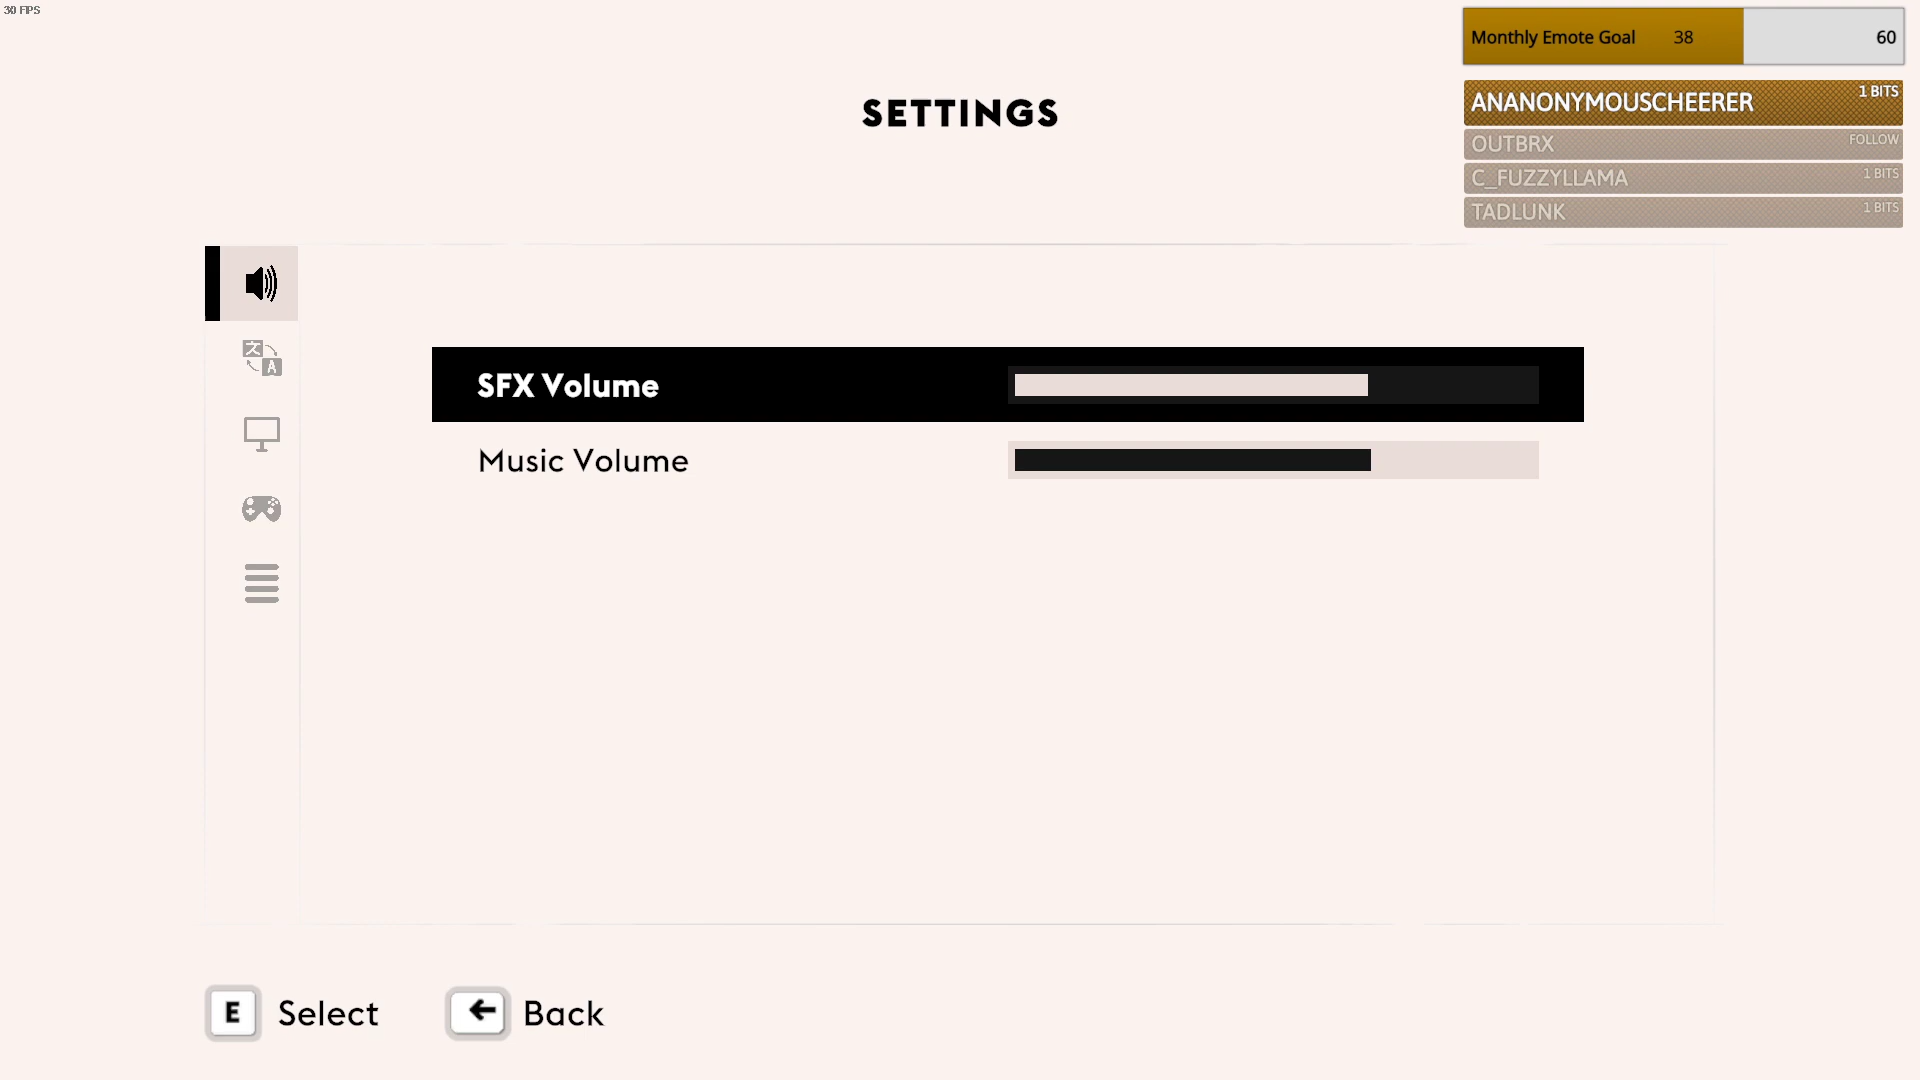 30 FPS
Monthly Emote Goal 38 60
SETTINGS
ANANONYMOUSCHEERER 1 BITS
OUTBRX FOLLOW
C_FUZZYLLAMA 1 BITS
TADLUNK 1 BITS
SFX Volume
Music Volume
E Select Back